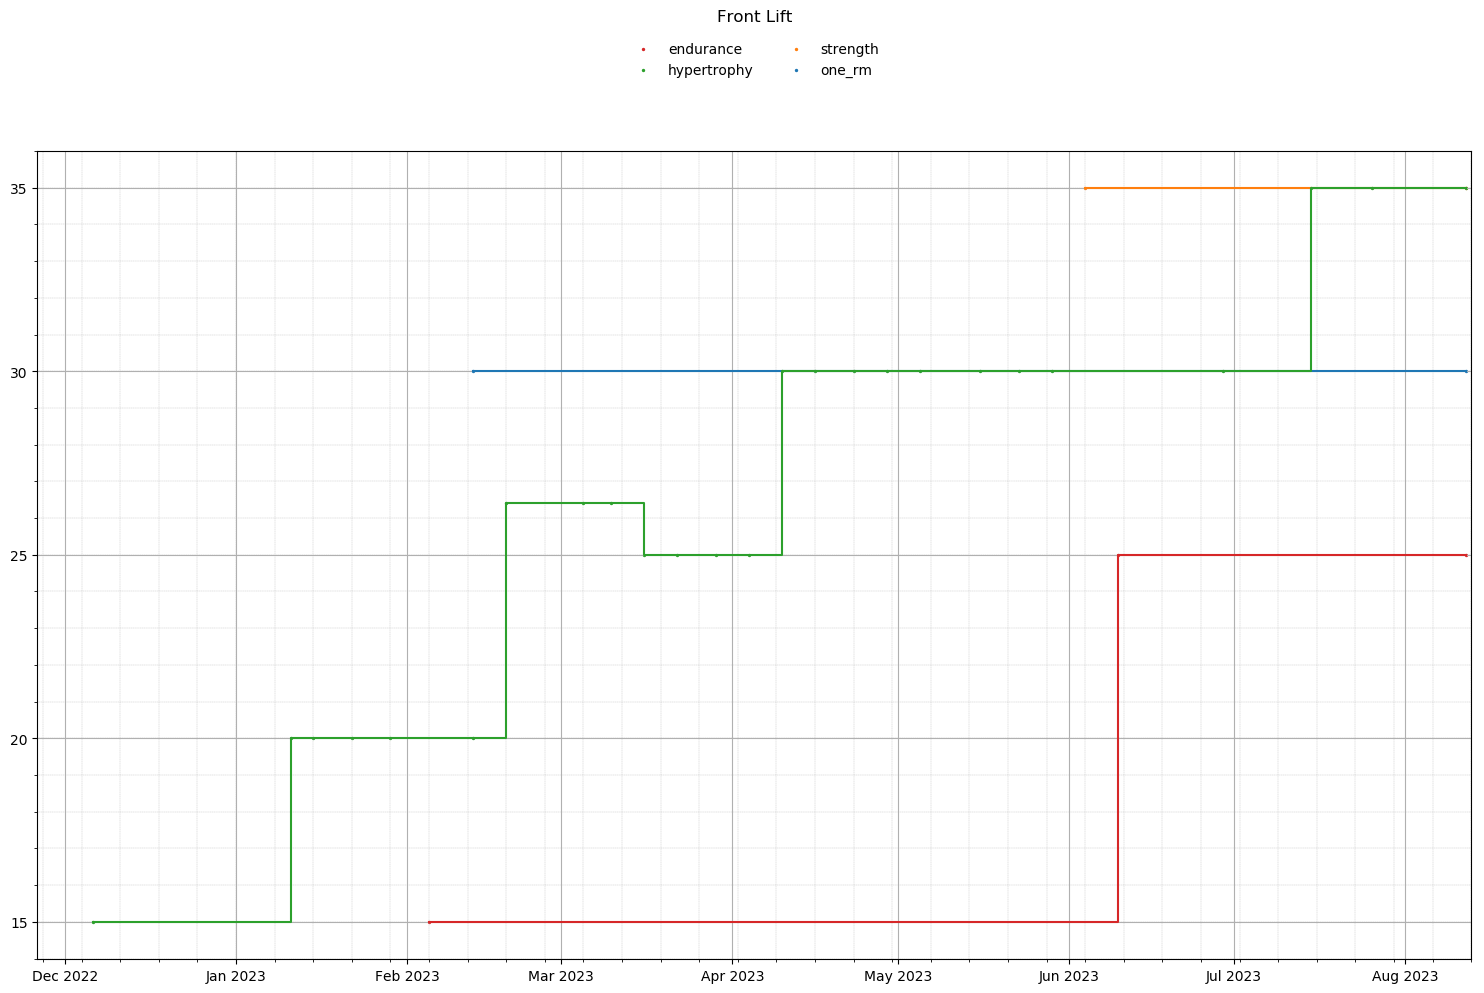 Front Lift
endurance
hypertrophy
strength
one_rm
35
30
25
20
15
Dec 2022
Jan 2023
Feb 2023
Mar 2023
Apr 2023
May 2023
Jun 2023
Jul 2023
Aug 2023